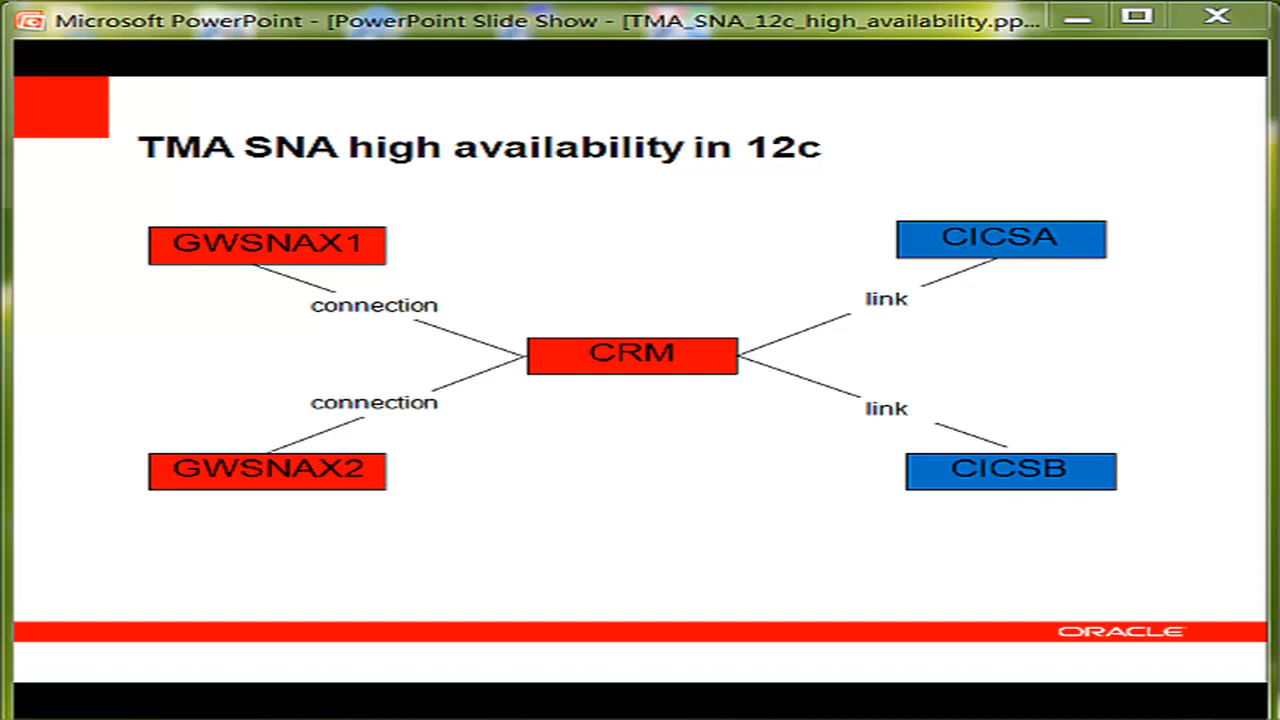 Microsoft PowerPoint - [PowerPoint Slide Show - [TMA_SNA_12c_high_availability.pp...
TMA SNA high availability in 12c
GWSNAX1
CICSA
connection
link
CRM
connection
link
GWSNAX2
CICSB
ORACLE